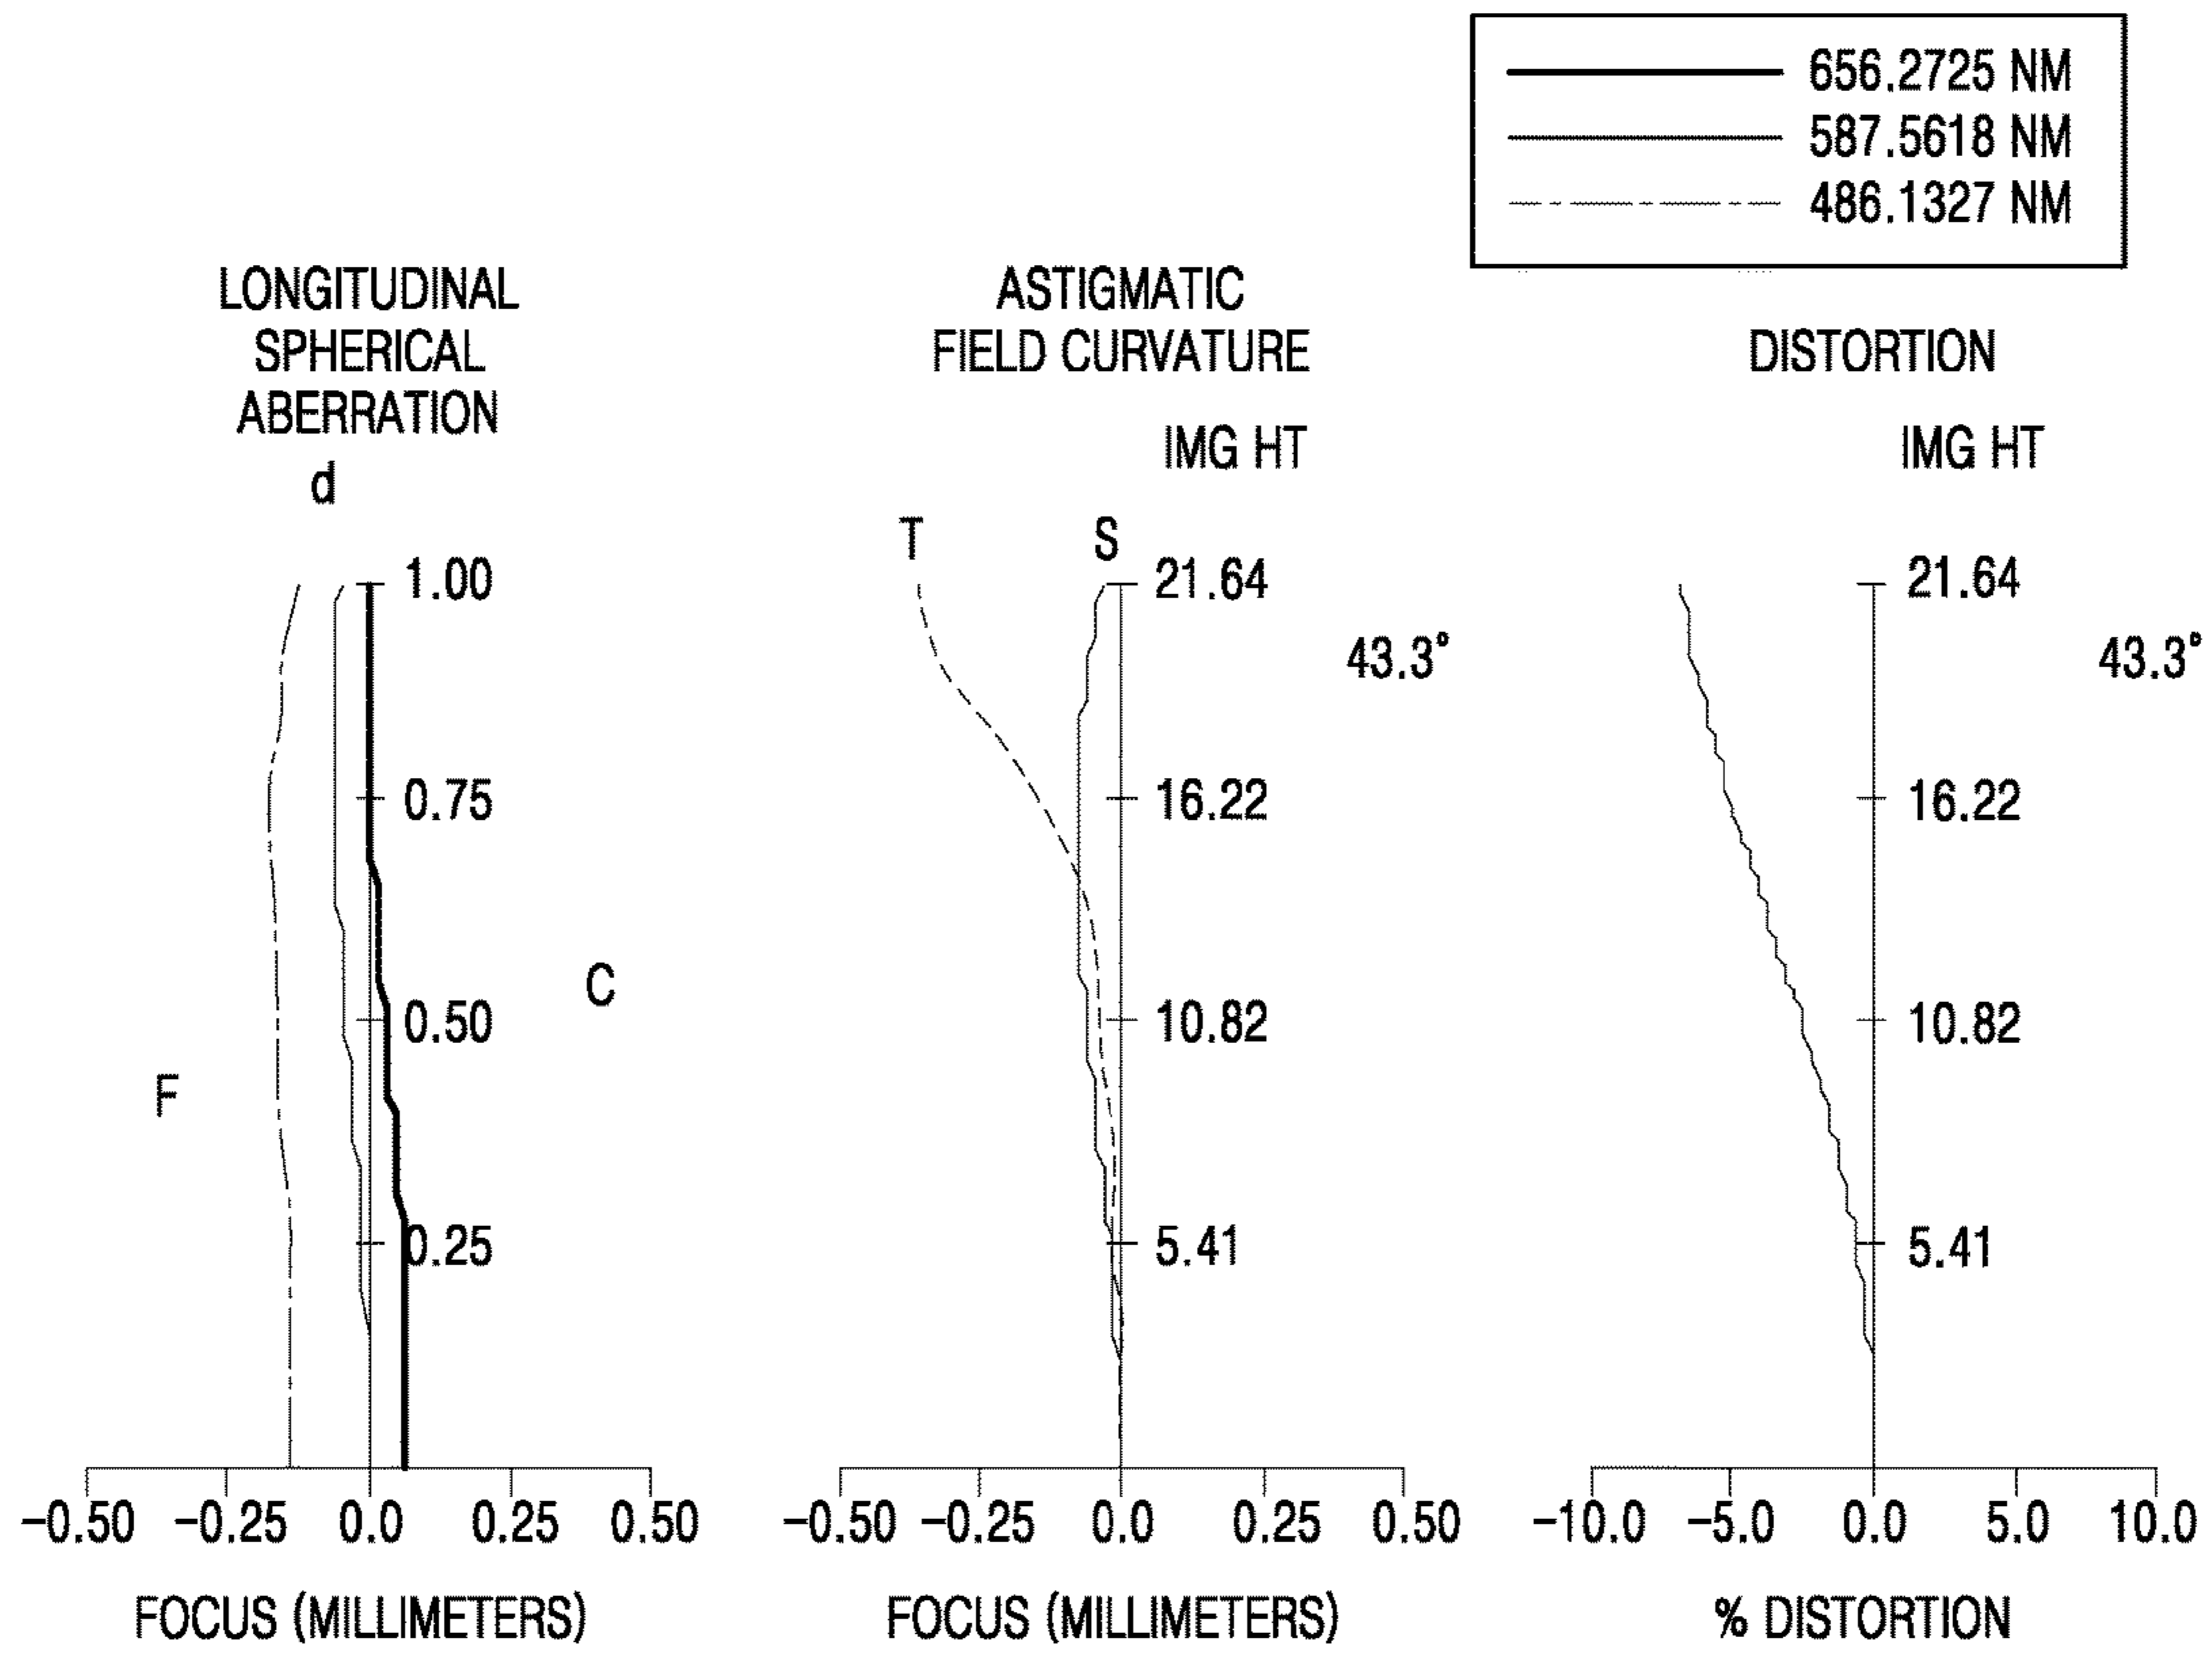 656.2725 NM
587.5618 NM
486.1327 NM
LONGITUDINAL
SPHERICAL
ABERRATION
d
1.00
0.75
0.50
0.25
F
C
−0.50 −0.25 0.0 0.25 0.50
FOCUS (MILLIMETERS)
ASTIGMATIC
FIELD CURVATURE
IMG HT
T S
21.64
43.3°
16.22
10.82
5.41
−0.50 −0.25 0.0 0.25 0.50
FOCUS (MILLIMETERS)
DISTORTION
IMG HT
21.64
43.3°
16.22
10.82
5.41
−10.0 −5.0 0.0 5.0 10.0
% DISTORTION